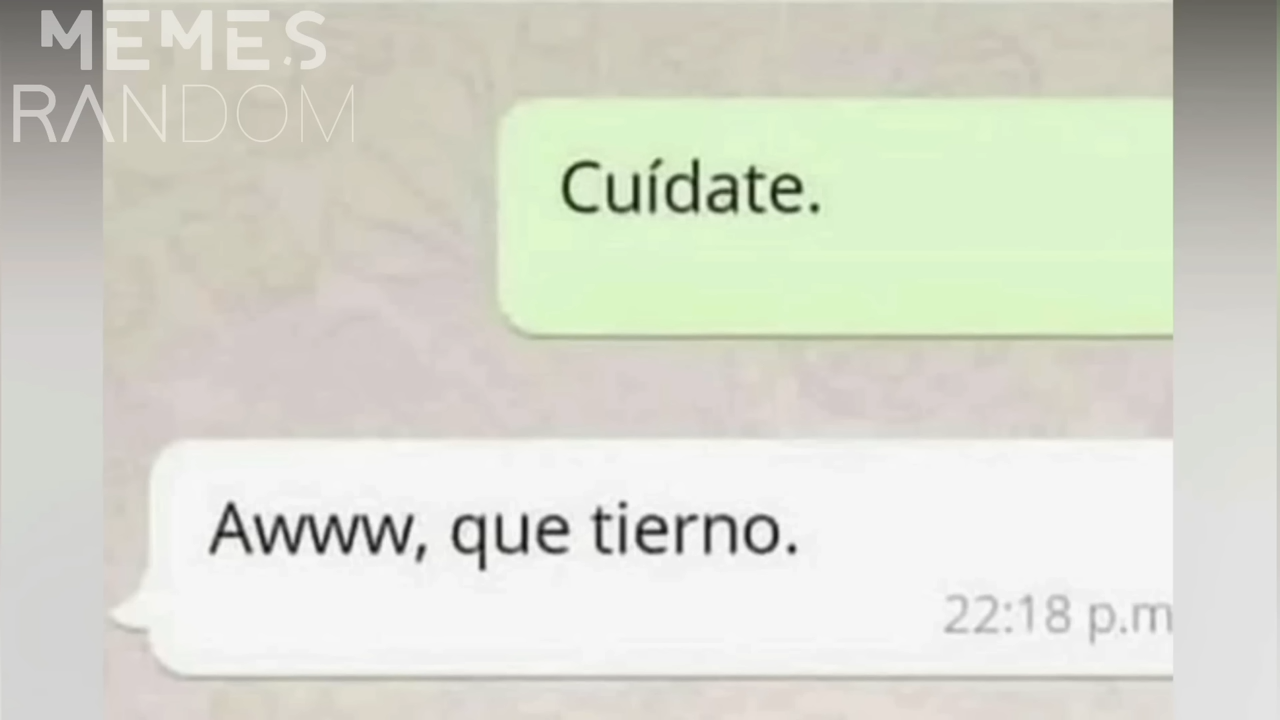 MEMES
RANDOM
Cuídate.
Awww, que tierno.
22:18 p.m